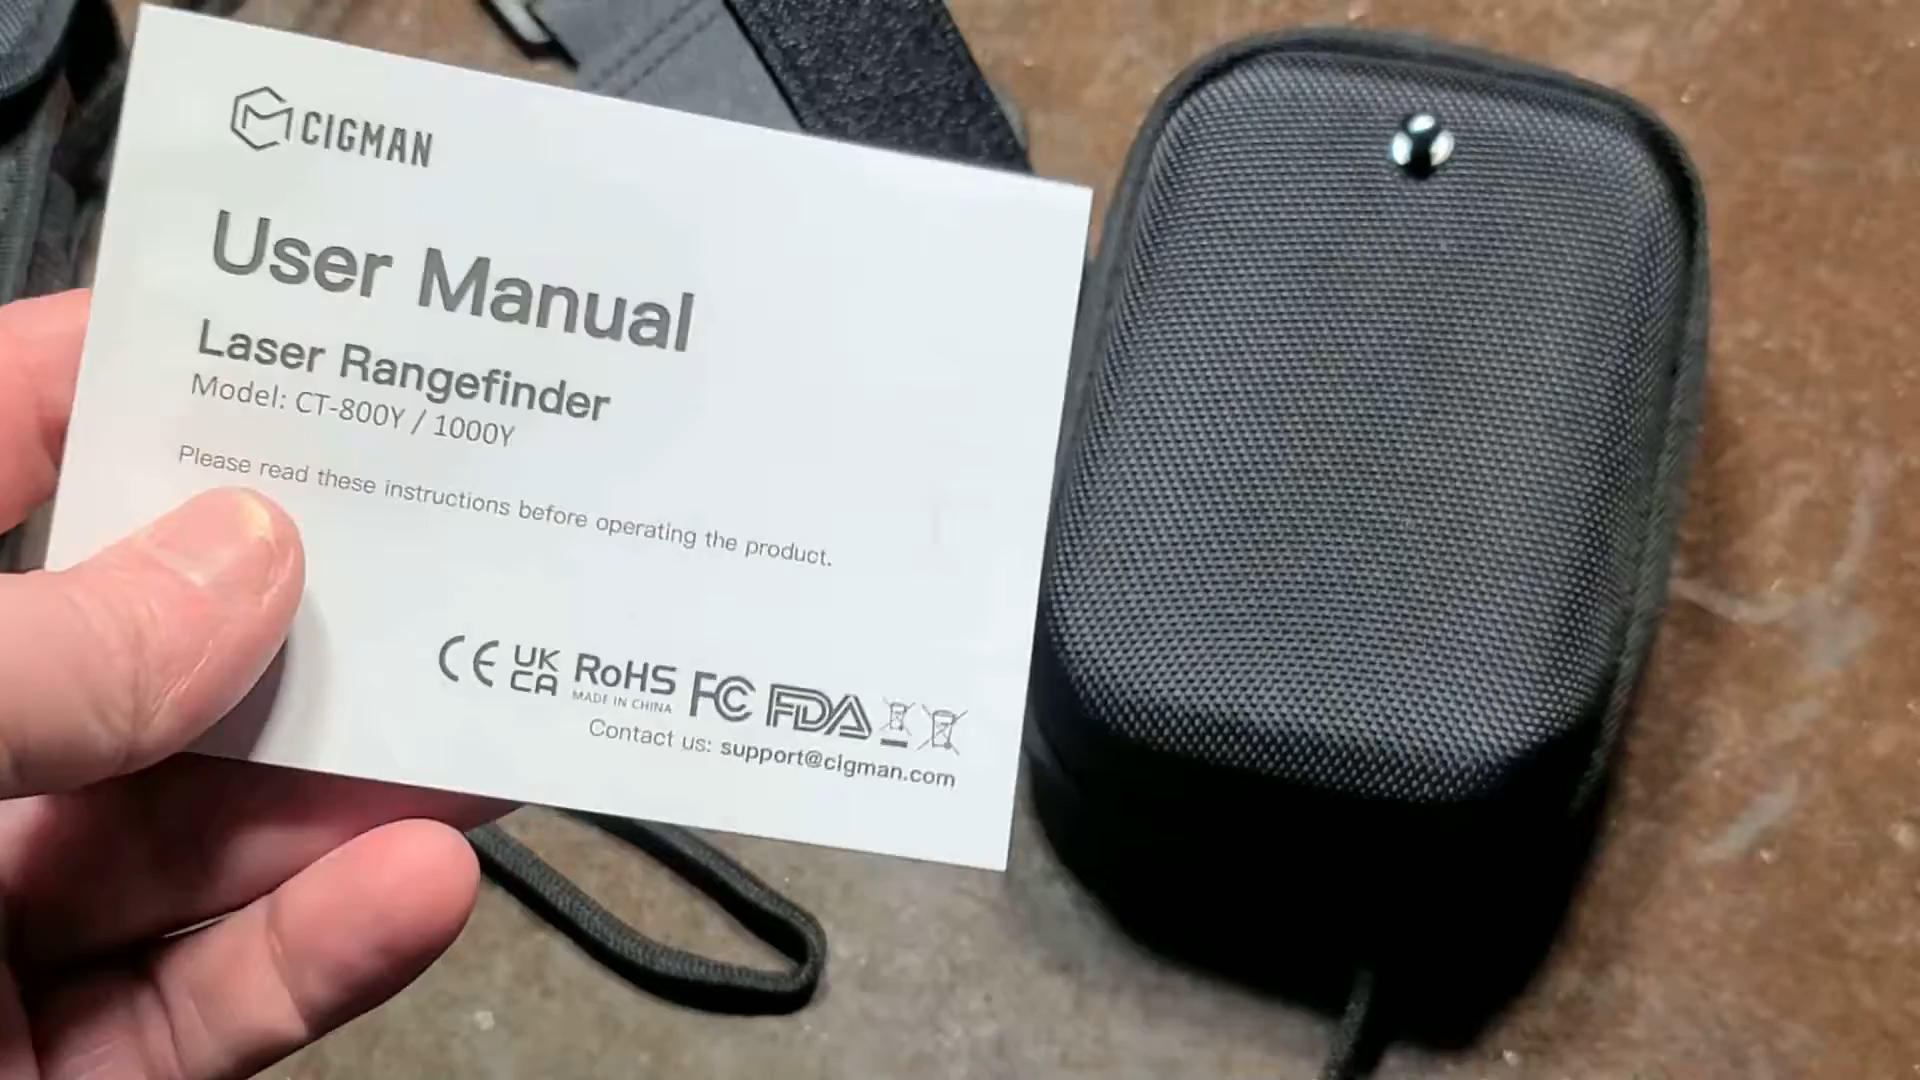 CIGMAN
User Manual
Laser Rangefinder
Model: CT-800Y / 1000Y
Please read these instructions before operating the product.
CE UK CA RoHS FC FDA
MADE IN CHINA
Contact us: support@cigman.com